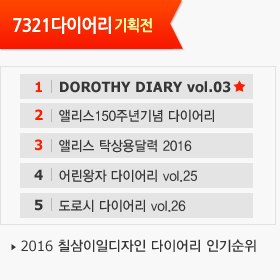 7321다이어리 기획전
1 DOROTHY DIARY vol.03
2 앨리스150주년기념 다이어리
3 앨리스 탁상용달력 2016
4 어린왕자 다이어리 vol.25
5 도로시 다이어리 vol.26
2016 칠삼이일디자인 다이어리 인기순위